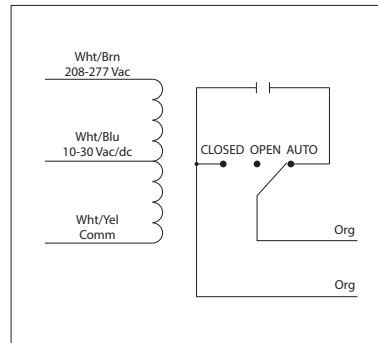 Wht/Brn
208-277 Vac
Wht/Blu
10-30 Vac/dc
Wht/Yel
Comm
CLOSED OPEN AUTO
Org
Org